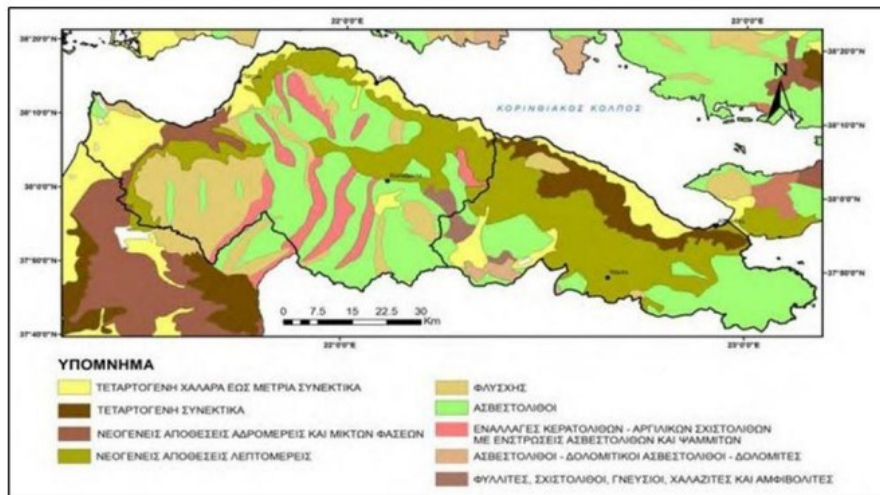 22°0'0"E 23°0'0"E
38°20'0"N 38°20'0"N
N
ΚΟΡΙΝΘΙΑΚΟΣ ΚΟΛΠΟΣ
38°10'0"N 38°10'0"N
38°0'0"N 38°0'0"N
37°50'0"N 37°50'0"N
0 7.5 15 22.5 30
Km
37°40'0"N
22°0'0"E 23°0'0"E
ΥΠΟΜΝΗΜΑ
ΤΕΤΑΡΤΟΓΕΝΗ ΧΑΛΑΡΑ ΕΩΣ ΜΕΤΡΙΑ ΣΥΝΕΚΤΙΚΑ
ΤΕΤΑΡΤΟΓΕΝΗ ΣΥΝΕΚΤΙΚΑ
ΝΕΟΓΕΝΕΙΣ ΑΠΟΘΕΣΕΙΣ ΑΔΡΟΜΕΡΕΙΣ ΚΑΙ ΜΙΚΤΩΝ ΦΑΣΕΩΝ
ΝΕΟΓΕΝΕΙΣ ΑΠΟΘΕΣΕΙΣ ΛΕΠΤΟΜΕΡΕΙΣ
ΦΛΥΣΧΗΣ
ΑΣΒΕΣΤΟΛΙΘΟΙ
ΕΝΑΛΛΑΓΕΣ ΚΕΡΑΤΟΛΙΘΩΝ - ΑΡΓΙΛΙΚΩΝ ΣΧΙΣΤΟΛΙΘΩΝ
ΜΕ ΕΝΣΤΡΩΣΕΙΣ ΑΣΒΕΣΤΟΛΙΘΩΝ ΚΑΙ ΨΑΜΜΙΤΩΝ
ΑΣΒΕΣΤΟΛΙΘΟΙ - ΔΟΛΟΜΙΤΙΚΟΙ ΑΣΒΕΣΤΟΛΙΘΟΙ - ΔΟΛΟΜΙΤΕΣ
ΦΥΛΛΙΤΕΣ, ΣΧΙΣΤΟΛΙΘΟΙ, ΓΝΕΥΣΙΟΙ, ΧΑΛΑΖΙΤΕΣ ΚΑΙ ΑΜΦΙΒΟΛΙΤΕΣ